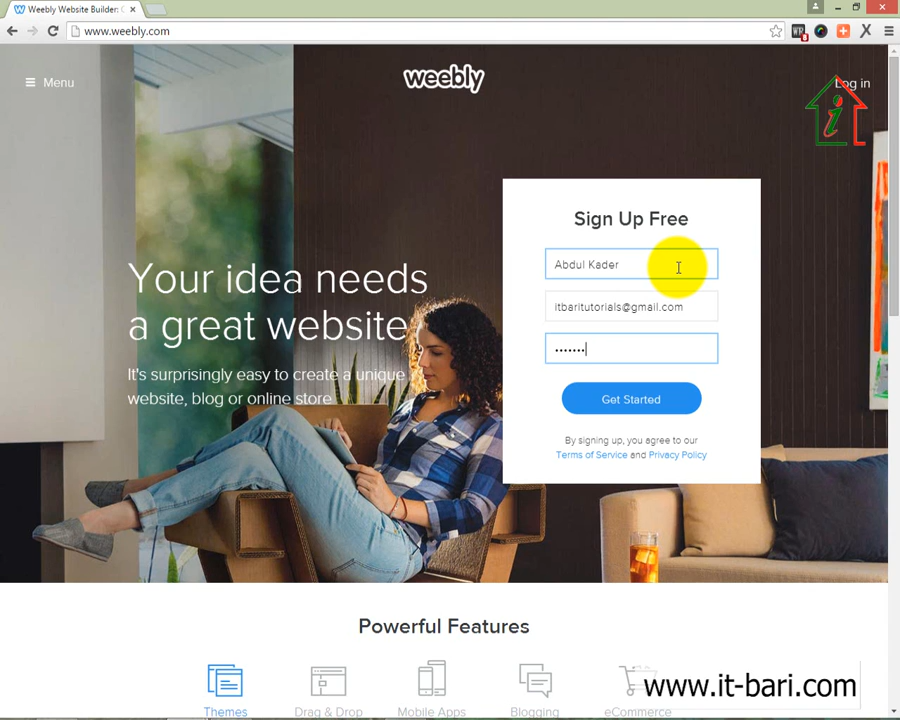 Weebly Website Builder: C
www.weebly.com
Menu
weebly
Log in
Sign Up Free
Abdul Kader
itbaritutorials@gmail.com
Get Started
By signing up, you agree to our
Terms of Service and Privacy Policy
Your idea needs
a great website.
It's surprisingly easy to create a unique
website, blog or online store
Powerful Features
Themes
Drag & Drop
Mobile Apps
Blogging
eCommerce
www.it-bari.com